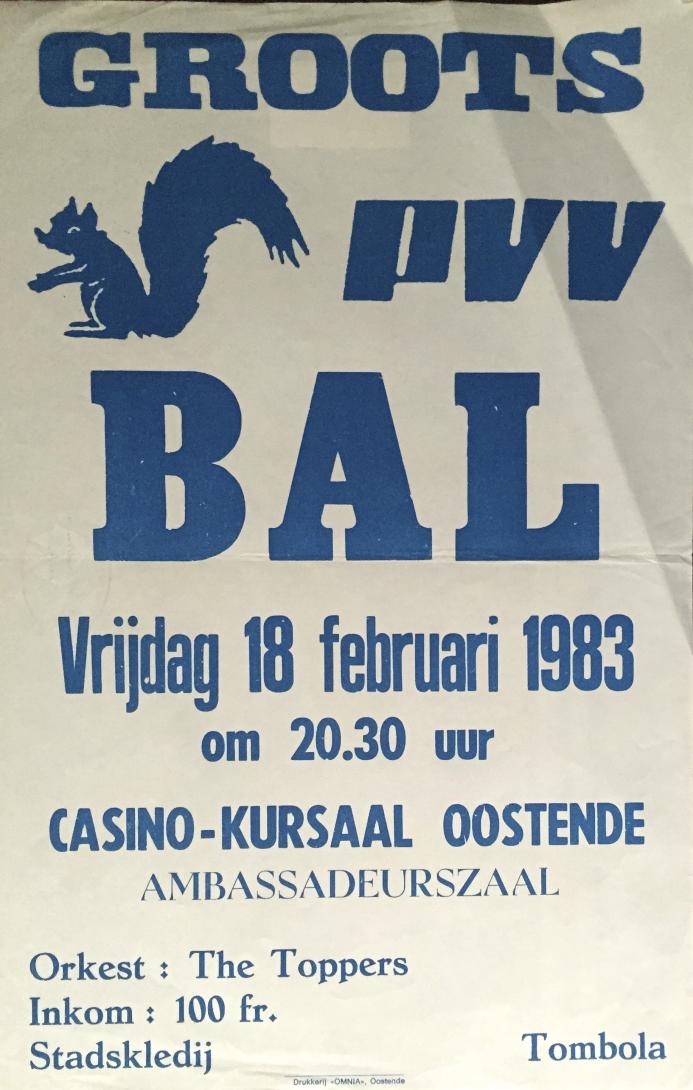 GROOTS
PVV
BAL
Vrijdag 18 februari 1983
om 20.30 uur
CASINO-KURSAAL OOSTENDE
AMBASSADEURSZAAL
Orkest : The Toppers
Inkom : 100 fr.
Stadskledij
Tombola
Drukkerij «OMNIA», Oostende